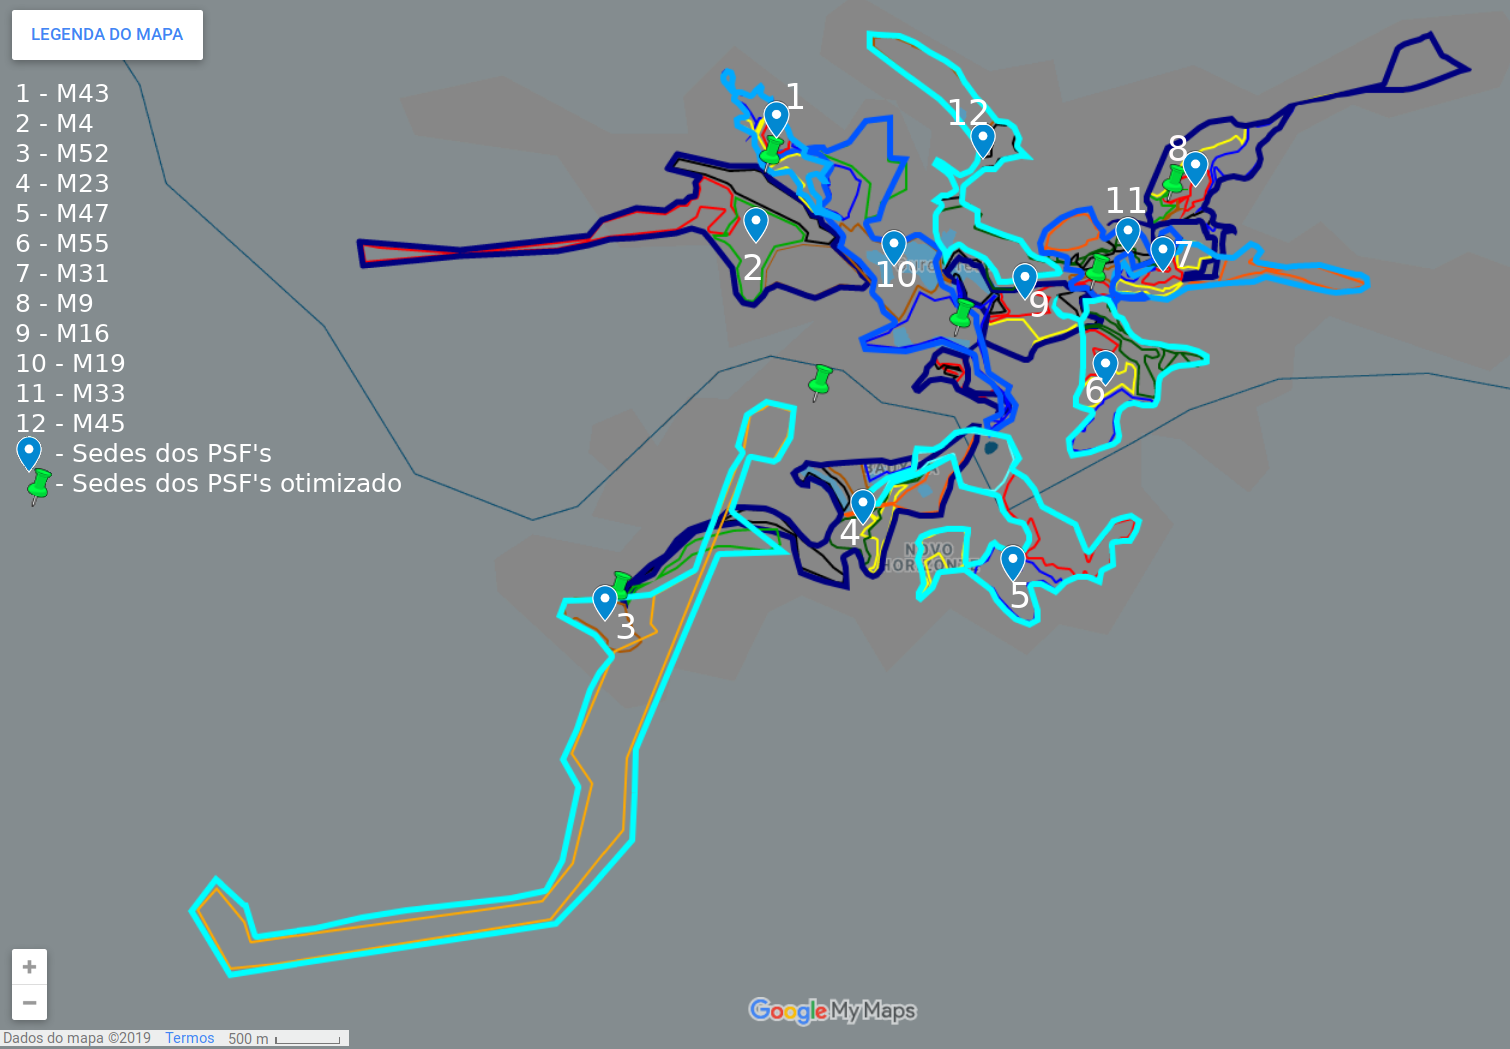 LEGENDA DO MAPA
1 - M43
2 - M4
3 - M52
4 - M23
5 - M47
6 - M55
7 - M31
8 - M9
9 - M16
10 - M19
11 - M33
12 - M45
- Sedes dos PSF's
- Sedes dos PSF's otimizado
1
12
8
11
2
10
7
9
6
4
NOVO
HORIZONTE
5
3
+
−
Google My Maps
Dados do mapa ©2019 Termos 500 m